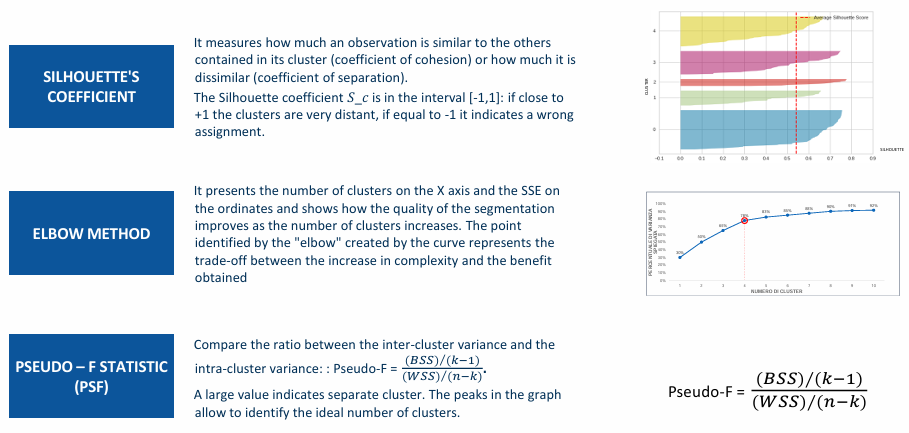 SILHOUETTE'S
COEFFICIENT
It measures how much an observation is similar to the others
contained in its cluster (coefficient of cohesion) or how much it is
dissimilar (coefficient of separation).
The Silhouette coefficient S_c is in the interval [-1,1]: if close to
+1 the clusters are very distant, if equal to -1 it indicates a wrong
assignment.
Average Silhouette Score
CLUSTER
4
3
2
1
0
SILHOUETTE
−0.1 0.0 0.1 0.2 0.3 0.4 0.5 0.6 0.7 0.8 0.9
ELBOW METHOD
It presents the number of clusters on the X axis and the SSE on
the ordinates and shows how the quality of the segmentation
improves as the number of clusters increases. The point
identified by the "elbow" created by the curve represents the
trade-off between the increase in complexity and the benefit
obtained
PERCENTUALE DI VARIANZA
SPIEGATA
100%
90%
80%
70%
60%
50%
40%
30%
20%
10%
0%
30% 50% 65% 83% 85% 88% 90% 91% 92%
1 2 3 4 5 6 7 8 9 10
NUMERO DI CLUSTER
PSEUDO – F STATISTIC
(PSF)
Compare the ratio between the inter-cluster variance and the
intra-cluster variance: : Pseudo-F = (BSS)/(k−1) / (WSS)/(n−k).
A large value indicates separate cluster. The peaks in the graph
allow to identify the ideal number of clusters.
Pseudo-F = (BSS)/(k−1) / (WSS)/(n−k)